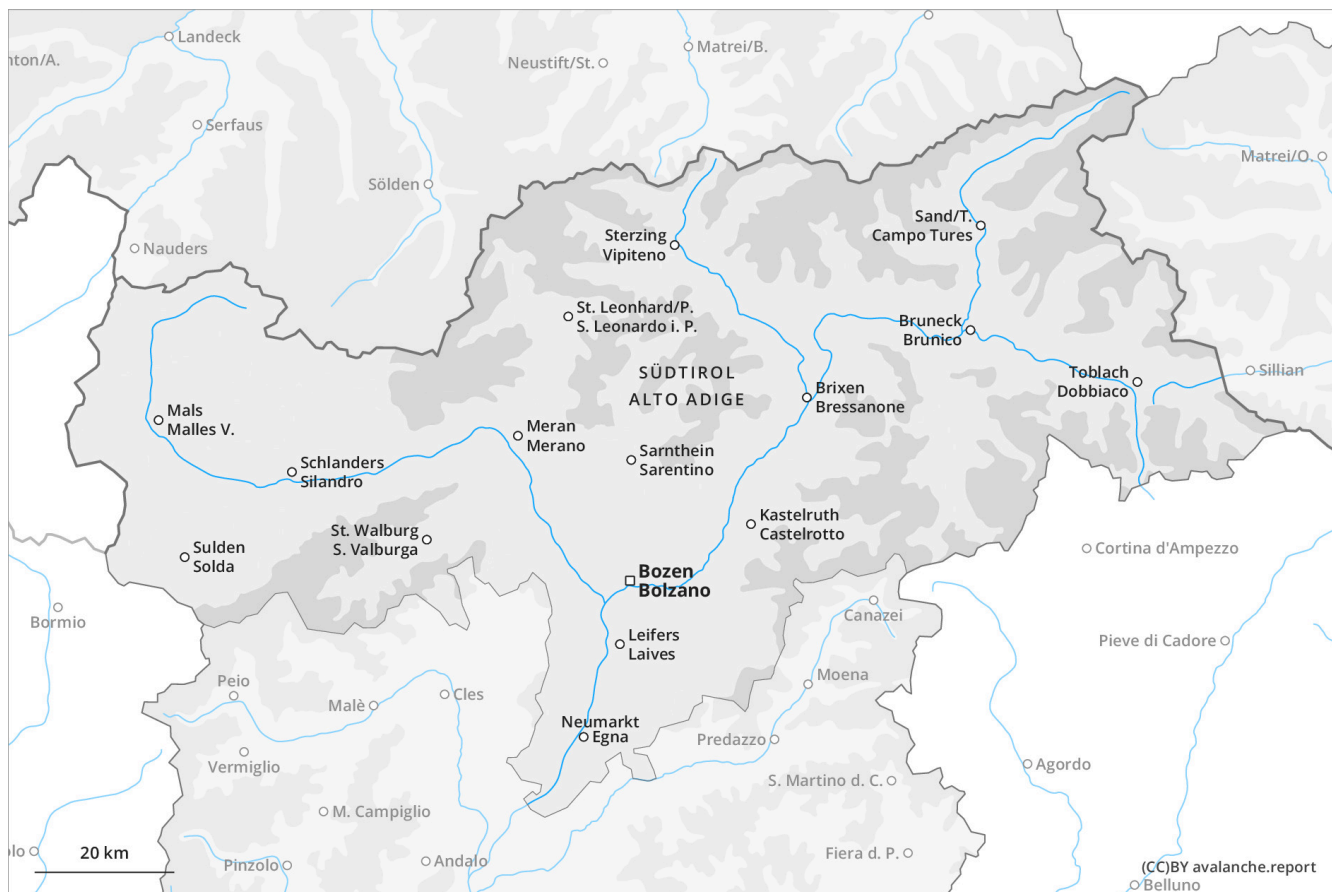 Landeck
nton/A.
Neustift/St.
Matrei/B.
Serfaus
Matrei/O.
Sölden
Sand/T.
Campo Tures
Nauders
Sterzing
Vipiteno
St. Leonhard/P.
S. Leonardo i. P.
Bruneck
Brunico
SÜDTIROL
ALTO ADIGE
Toblach
Dobbiaco
Sillian
Brixen
Bressanone
Mals
Malles V.
Meran
Merano
Schlanders
Silandro
Sarnthein
Sarentino
Kastelruth
Castelrotto
St. Walburg
S. Valburga
Sulden
Solda
Cortina d'Ampezzo
Bozen
Bolzano
Bormio
Canazei
Leifers
Laives
Pieve di Cadore
Peio
Malè
Cles
Moena
Neumarkt
Egna
Predazzo
Vermiglio
Agordo
S. Martino d. C.
M. Campiglio
olo
20 km
Pinzolo
Andalo
Fiera d. P.
(CC)BY avalanche.report
Belluno